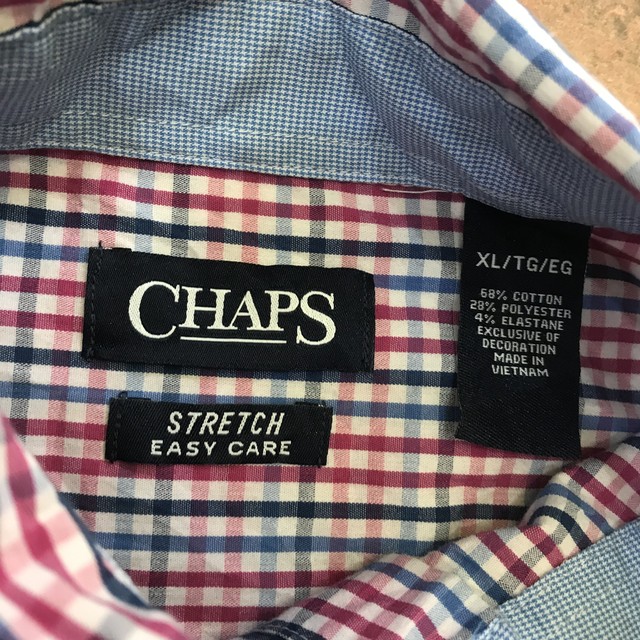 CHAPS
STRETCH
EASY CARE
XL/TG/EG
68% COTTON
28% POLYESTER
4% ELASTANE
EXCLUSIVE OF
DECORATION
MADE IN
VIETNAM